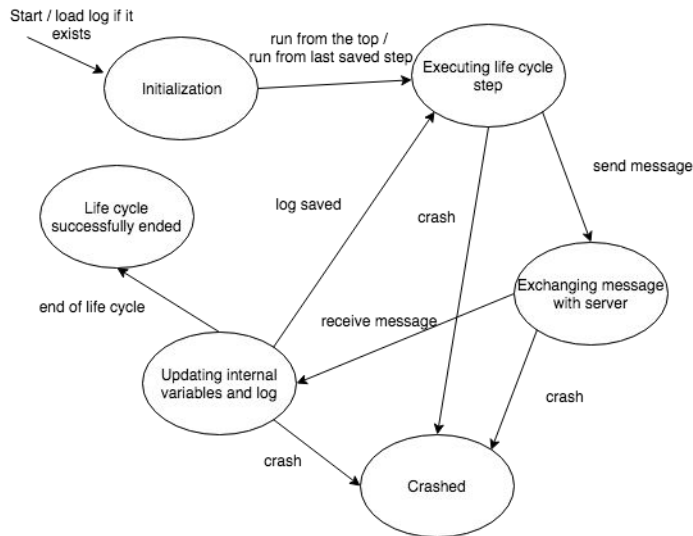 Start / load log if it
exists
run from the top /
run from last saved step
Executing life cycle
step
Initialization
send message
Life cycle
successfully ended
log saved
crash
Exchanging message
with server
end of life cycle
receive message
Updating internal
variables and log
crash
crash
Crashed